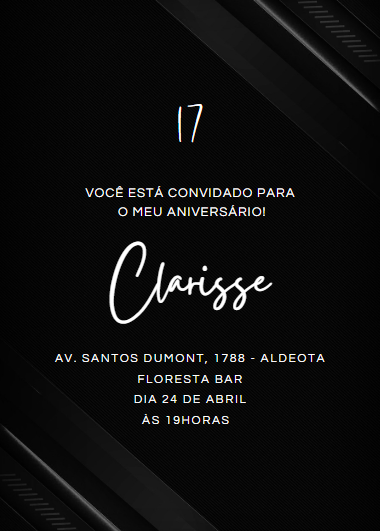 17
VOCÊ ESTÁ CONVIDADO PARA
O MEU ANIVERSÁRIO!
Clarisse
AV. SANTOS DUMONT, 1788 - ALDEOTA
FLORESTA BAR
DIA 24 DE ABRIL
ÀS 19HORAS